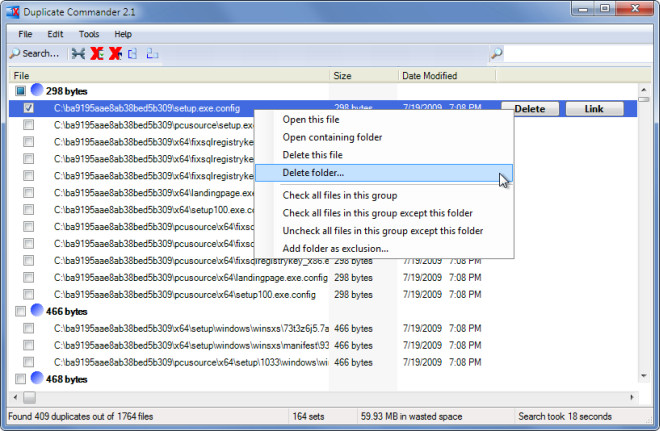 Duplicate Commander 2.1
File Edit Tools Help
Search...
File Size Date Modified
298 bytes
C:\ba9195aae8ab38bed5b309\setup.exe.config 298 bytes 7/19/2009 7:08 PM Delete Link
C:\ba9195aae8ab38bed5b309\pcusource\setup.ex
C:\ba9195aae8ab38bed5b309\x64\fixsqlregistryke
C:\ba9195aae8ab38bed5b309\pcusource\x64\fixsq
C:\ba9195aae8ab38bed5b309\x64\fixsqlregistrykey
C:\ba9195aae8ab38bed5b309\x64\landingpage.exe
C:\ba9195aae8ab38bed5b309\x64\setup100.exe.c
C:\ba9195aae8ab38bed5b309\pcusource\x64\fixso
C:\ba9195aae8ab38bed5b309\pcusource\x64\fixsqlregistrykey_x86.e 298 bytes 7/19/2009 7:08 PM
C:\ba9195aae8ab38bed5b309\pcusource\x64\landingpage.exe.config 298 bytes 7/19/2009 7:08 PM
C:\ba9195aae8ab38bed5b309\pcusource\x64\setup100.exe.config 298 bytes 7/19/2009 7:08 PM
Open this file
Open containing folder
Delete this file
Delete folder...
Check all files in this group
Check all files in this group except this folder
Uncheck all files in this group except this folder
Add folder as exclusion...
466 bytes
C:\ba9195aae8ab38bed5b309\x64\setup\windows\winsxs\73t3z6j5.7a 466 bytes 7/19/2009 7:08 PM
C:\ba9195aae8ab38bed5b309\x64\setup\windows\winsxs\manifest\93 466 bytes 7/19/2009 7:08 PM
C:\ba9195aae8ab38bed5b309\pcusource\x64\setup\1033\windows\wi 466 bytes 7/19/2009 7:08 PM
468 bytes
Found 409 duplicates out of 1764 files 164 sets 59.93 MB in wasted space Search took 18 seconds